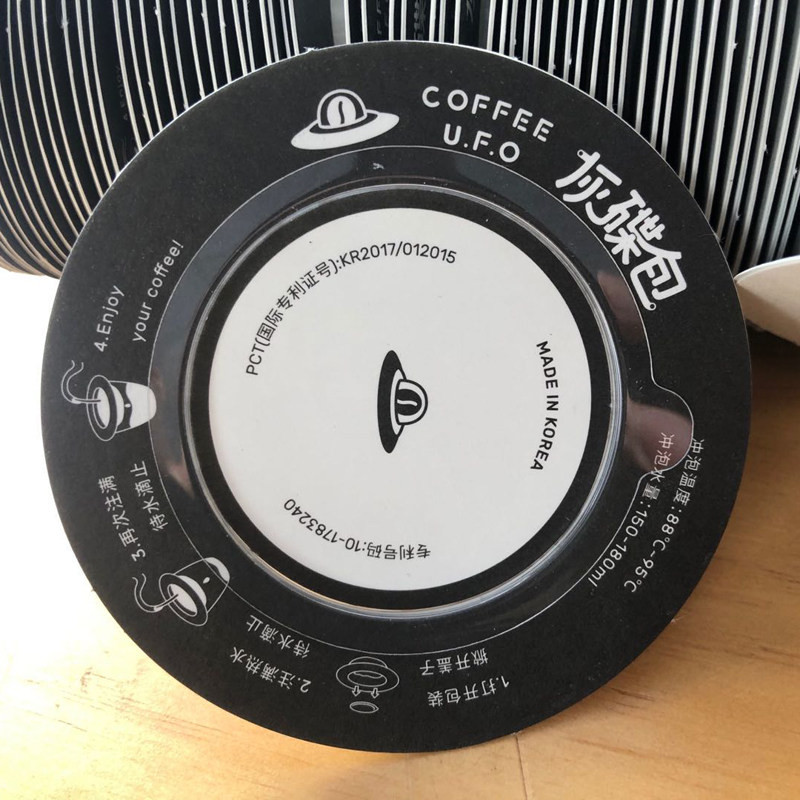 COFFEE
U.F.O
灰碟包
冲泡温度:88°C-95°C
冲泡水量:150-180ml
1.打开包装
掀开盖子
2.注满热水
待水滴止
3.再次注满
待水滴止
4.Enjoy
your coffee!
PCT(国际专利证号):KR2017/012015
MADE IN KOREA
专利号码:10-1783240